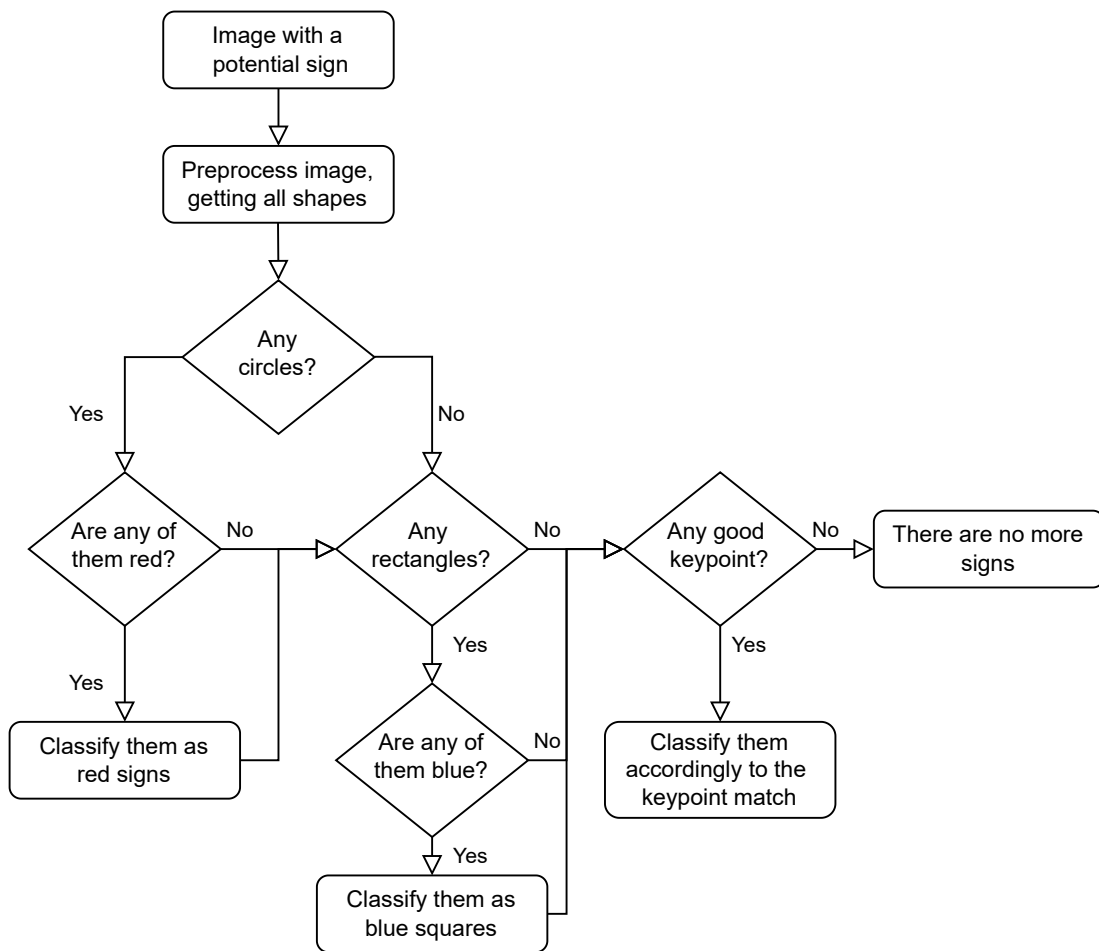 Image with a
potential sign
Preprocess image,
getting all shapes
Any
circles?
Yes
No
Are any of
them red?
No
Any
rectangles?
No
Any good
keypoint?
No
There are no more
signs
Yes
Yes
Yes
Classify them as
red signs
Are any of
them blue?
No
Classify them
accordingly to the
keypoint match
Yes
Classify them as
blue squares